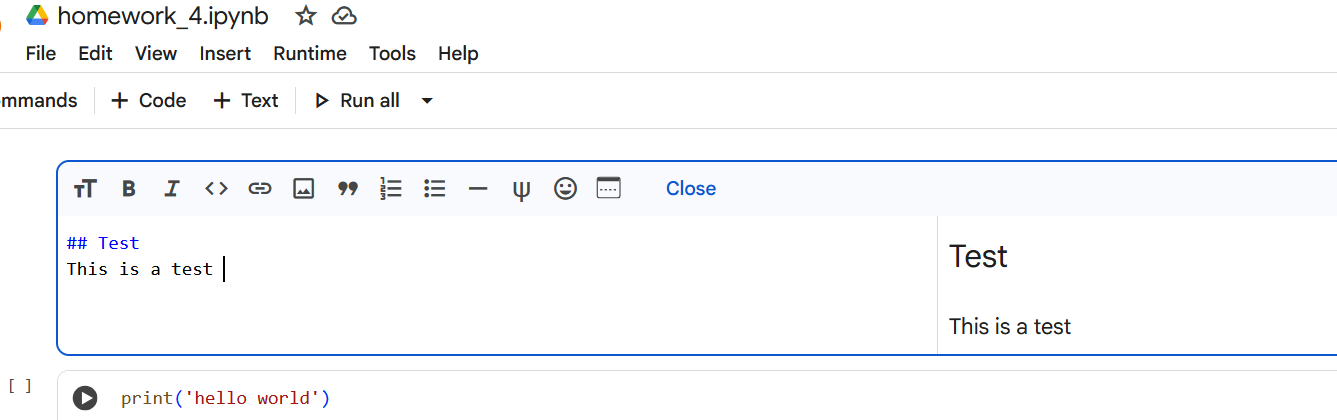 homework_4.ipynb
File Edit View Insert Runtime Tools Help
mmands + Code + Text Run all
Close
## Test
This is a test
Test
This is a test
[ ]
print('hello world')